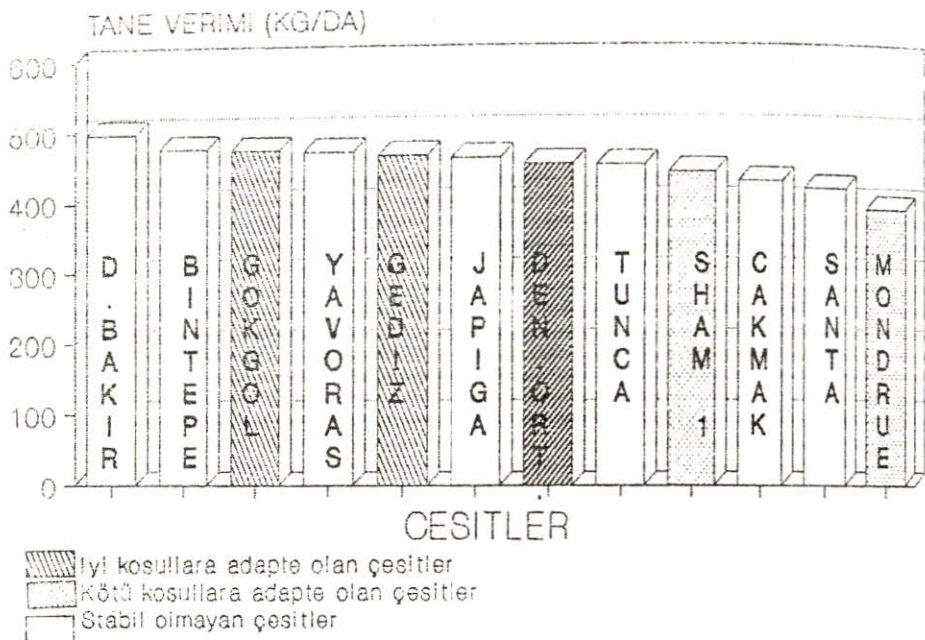 TANE VERIMI (KG/DA)
600
500
400
300
200
100
0
D.BAKIR
BINTEPE
GOKGOL
YAVORAS
GEDIZ
JAPIGA
DEN.ORT.
TUNCA
SHAM 1
CAKMAK
SANTA
MONDRUE
CESITLER
Iyi kosullara adapte olan çesitler
Kötü kosullara adapte olan çesitler
Stabil olmayan çesitler